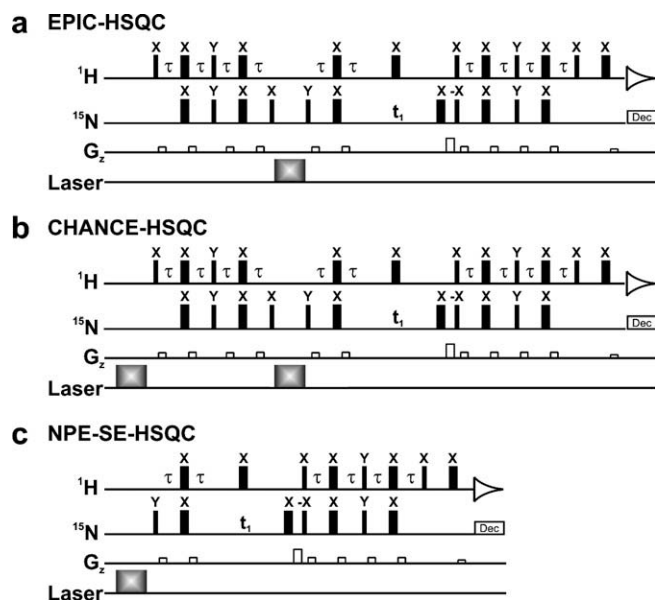 a EPIC-HSQC
X X Y X X X X X Y X X X
¹H τ τ τ τ τ τ τ τ τ τ
X Y X X Y X X -X X Y X
¹⁵N t₁ Dec
G_z
Laser
b CHANCE-HSQC
X X Y X X X X X Y X X X
¹H τ τ τ τ τ τ τ τ τ τ
X Y X X Y X X -X X Y X
¹⁵N t₁ Dec
G_z
Laser
c NPE-SE-HSQC
X X X X Y X X X
¹H τ τ τ τ τ τ
Y X X -X X Y X
¹⁵N t₁ Dec
G_z
Laser